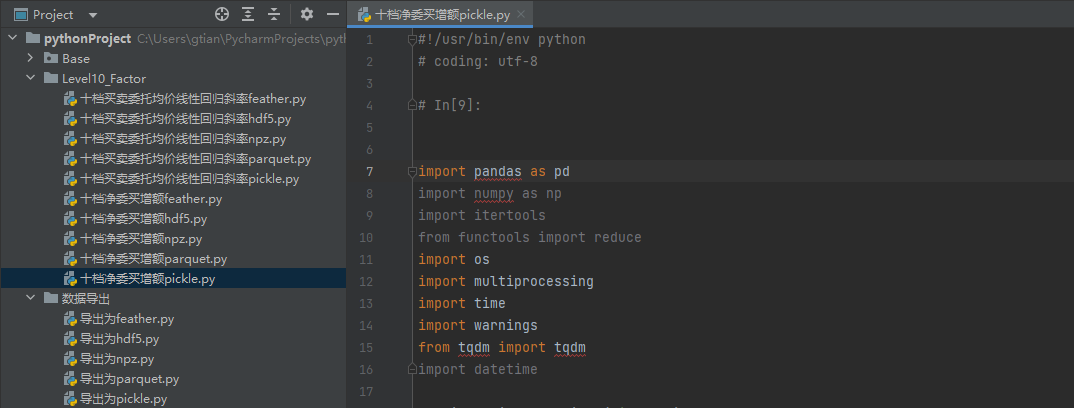 Project
pythonProject C:\Users\gtian\PycharmProjects\pyth
Base
Level10_Factor
十档买卖委托均价线性回归斜率feather.py
十档买卖委托均价线性回归斜率hdf5.py
十档买卖委托均价线性回归斜率npz.py
十档买卖委托均价线性回归斜率parquet.py
十档买卖委托均价线性回归斜率pickle.py
十档净委买增额feather.py
十档净委买增额hdf5.py
十档净委买增额npz.py
十档净委买增额parquet.py
十档净委买增额pickle.py
数据导出
导出为feather.py
导出为hdf5.py
导出为npz.py
导出为parquet.py
导出为pickle.py
十档净委买增额pickle.py
1 #!/usr/bin/env python
2 # coding: utf-8
3
4 # In[9]:
5
6
7 import pandas as pd
8 import numpy as np
9 import itertools
10 from functools import reduce
11 import os
12 import multiprocessing
13 import time
14 import warnings
15 from tqdm import tqdm
16 import datetime
17